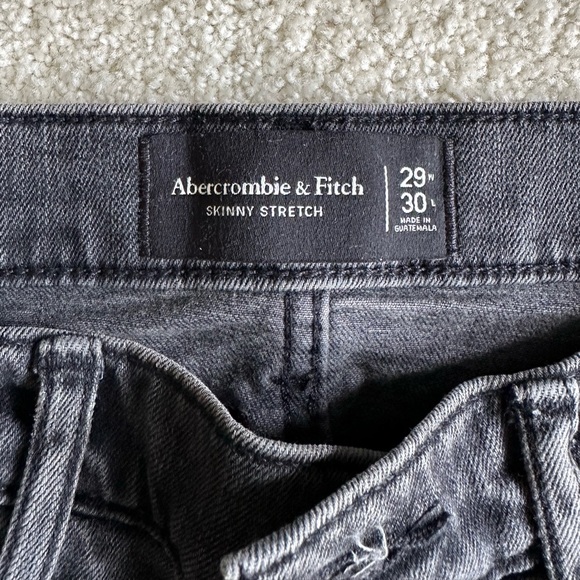 Abercrombie & Fitch
SKINNY STRETCH
29W
30L
MADE IN
GUATEMALA